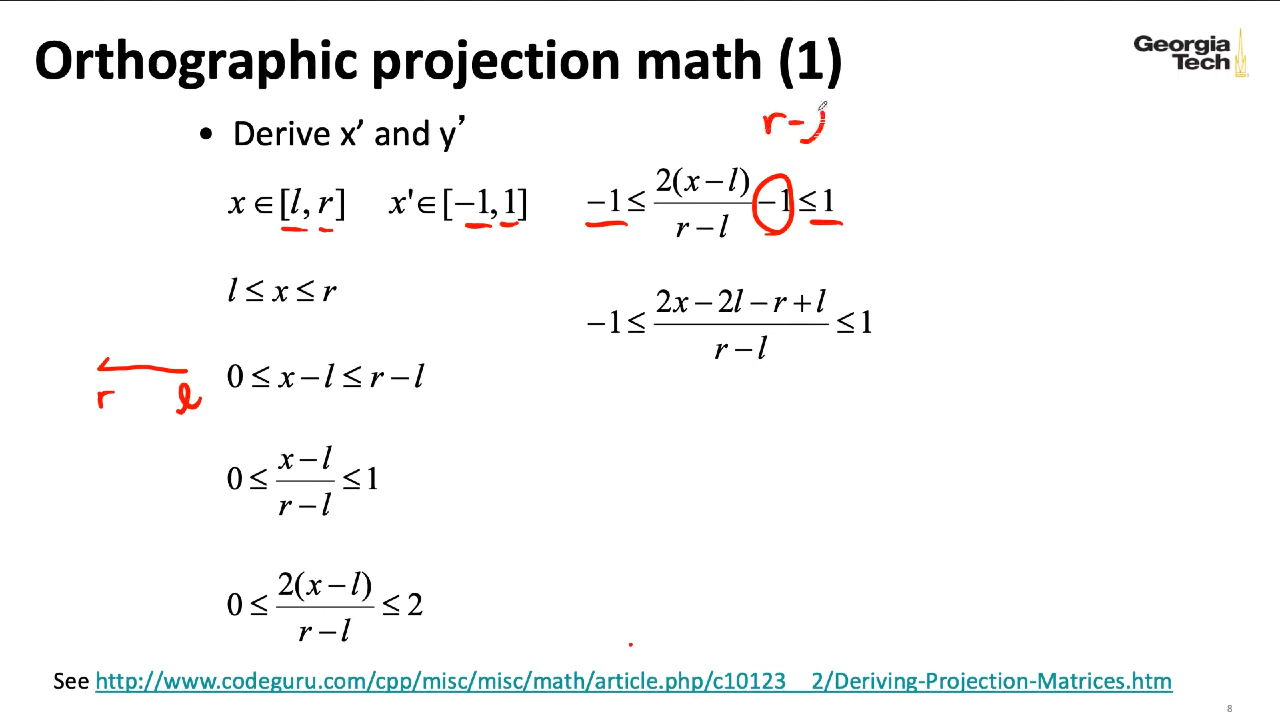 Orthographic projection math (1)
Georgia Tech
• Derive x' and y'
x ∈ [l, r] x' ∈ [−1, 1]
l ≤ x ≤ r
0 ≤ x − l ≤ r − l
r l
0 ≤ (x − l)/(r − l) ≤ 1
0 ≤ 2(x − l)/(r − l) ≤ 2
r-
−1 ≤ 2(x − l)/(r − l) −1 ≤ 1
−1 ≤ (2x − 2l − r + l)/(r − l) ≤ 1
See http://www.codeguru.com/cpp/misc/misc/math/article.php/c10123__2/Deriving-Projection-Matrices.htm
8